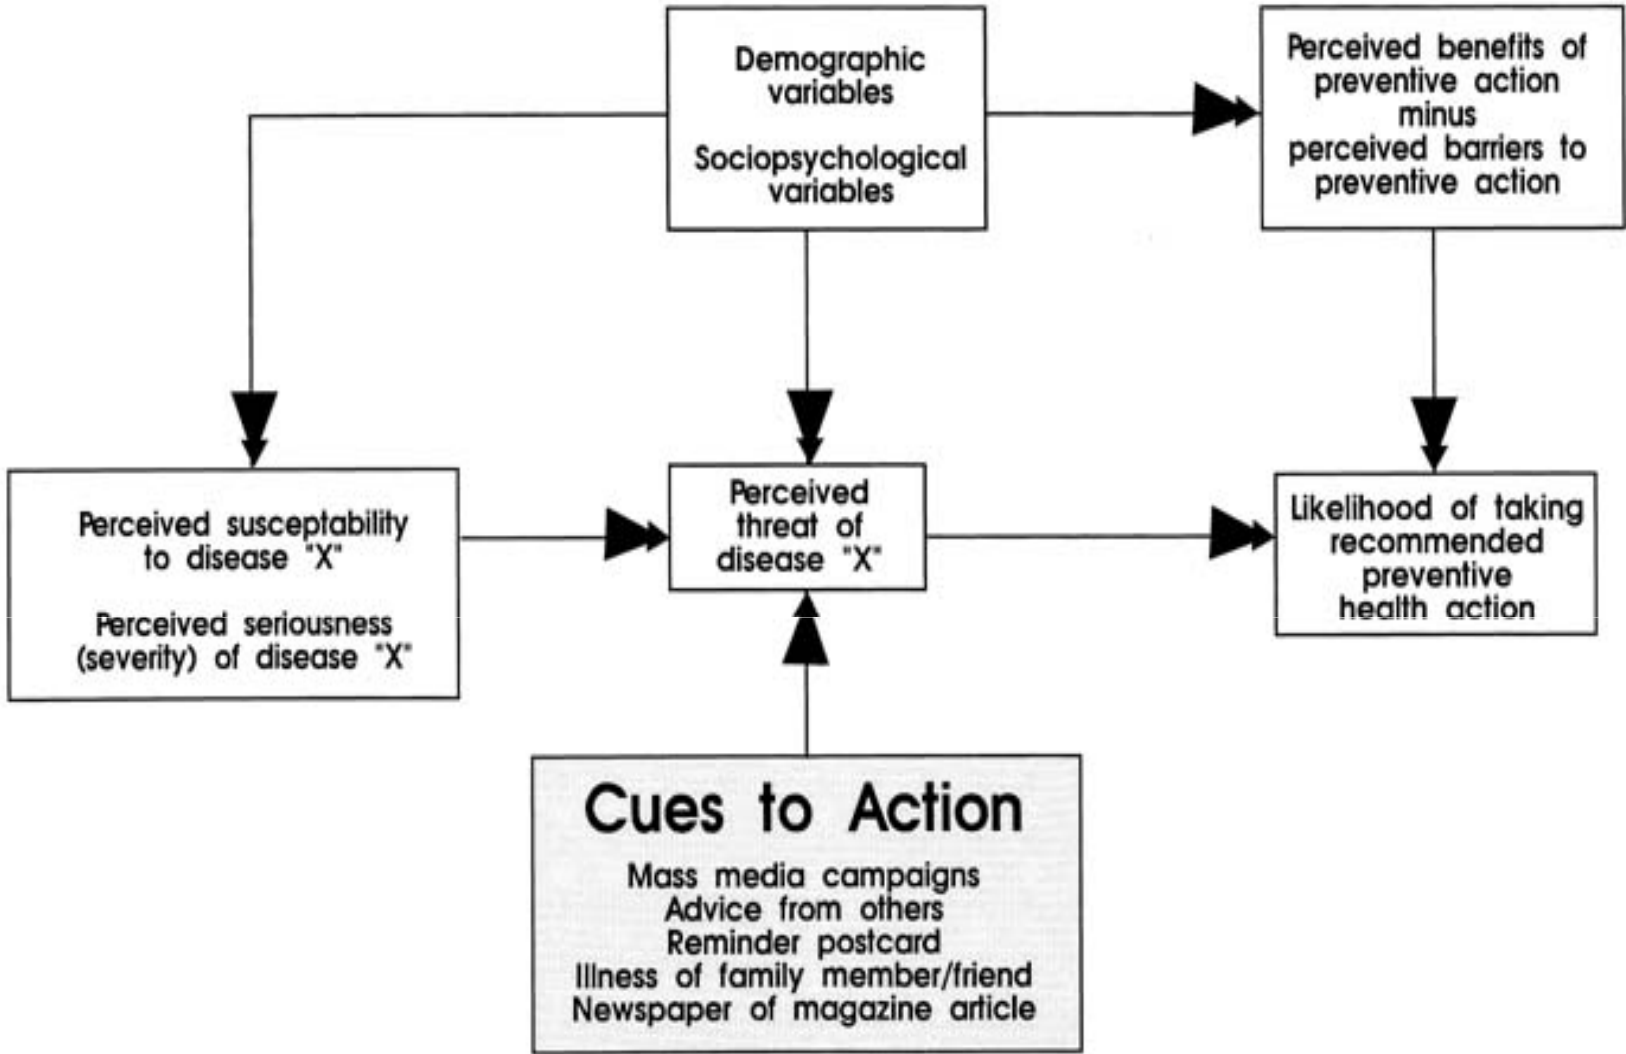 Demographic
variables
Sociopsychological
variables
Perceived benefits of
preventive action
minus
perceived barriers to
preventive action
Perceived susceptability
to disease "X"
Perceived seriousness
(severity) of disease "X"
Perceived
threat of
disease "X"
Likelihood of taking
recommended
preventive
health action
Cues to Action
Mass media campaigns
Advice from others
Reminder postcard
Illness of family member/friend
Newspaper of magazine article